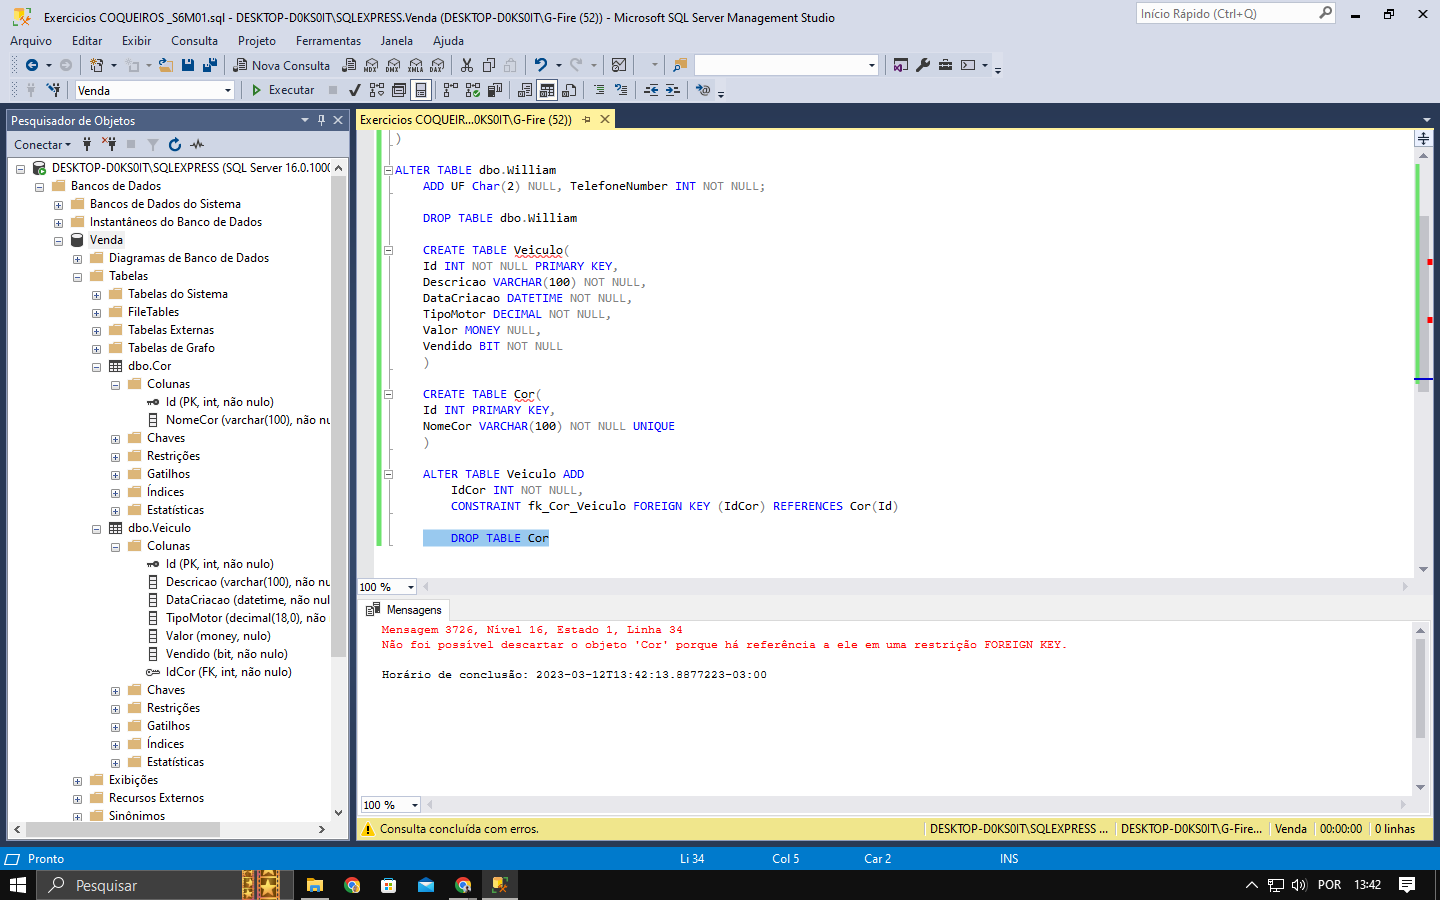 Exercicios COQUEIROS _S6M01.sql - DESKTOP-D0KS0IT\SQLEXPRESS.Venda (DESKTOP-D0KS0IT\G-Fire (52)) - Microsoft SQL Server Management Studio
Início Rápido (Ctrl+Q)
Arquivo Editar Exibir Consulta Projeto Ferramentas Janela Ajuda
Nova Consulta
MDX DMX XMLA DAX
Venda
Executar
Pesquisador de Objetos
Conectar
DESKTOP-D0KS0IT\SQLEXPRESS (SQL Server 16.0.100
Bancos de Dados
Bancos de Dados do Sistema
Instantâneos do Banco de Dados
Venda
Diagramas de Banco de Dados
Tabelas
Tabelas do Sistema
FileTables
Tabelas Externas
Tabelas de Grafo
dbo.Cor
Colunas
Id (PK, int, não nulo)
NomeCor (varchar(100), não nu
Chaves
Restrições
Gatilhos
Índices
Estatísticas
dbo.Veiculo
Colunas
Id (PK, int, não nulo)
Descricao (varchar(100), não nu
DataCriacao (datetime, não nul
TipoMotor (decimal(18,0), não
Valor (money, nulo)
Vendido (bit, não nulo)
IdCor (FK, int, não nulo)
Chaves
Restrições
Gatilhos
Índices
Estatísticas
Exibições
Recursos Externos
Sinônimos
Exercicios COQUEIR...0KS0IT\G-Fire (52))
)
ALTER TABLE dbo.William
ADD UF Char(2) NULL, TelefoneNumber INT NOT NULL;
DROP TABLE dbo.William
CREATE TABLE Veiculo(
Id INT NOT NULL PRIMARY KEY,
Descricao VARCHAR(100) NOT NULL,
DataCriacao DATETIME NOT NULL,
TipoMotor DECIMAL NOT NULL,
Valor MONEY NULL,
Vendido BIT NOT NULL
)
CREATE TABLE Cor(
Id INT PRIMARY KEY,
NomeCor VARCHAR(100) NOT NULL UNIQUE
)
ALTER TABLE Veiculo ADD
IdCor INT NOT NULL,
CONSTRAINT fk_Cor_Veiculo FOREIGN KEY (IdCor) REFERENCES Cor(Id)
DROP TABLE Cor
100 %
Mensagens
Mensagem 3726, Nível 16, Estado 1, Linha 34
Não foi possível descartar o objeto 'Cor' porque há referência a ele em uma restrição FOREIGN KEY.
Horário de conclusão: 2023-03-12T13:42:13.8877223-03:00
100 %
Consulta concluída com erros. DESKTOP-D0KS0IT\SQLEXPRESS ... DESKTOP-D0KS0IT\G-Fire... Venda 00:00:00 0 linhas
Pronto Li 34 Col 5 Car 2 INS
Pesquisar
POR 13:42